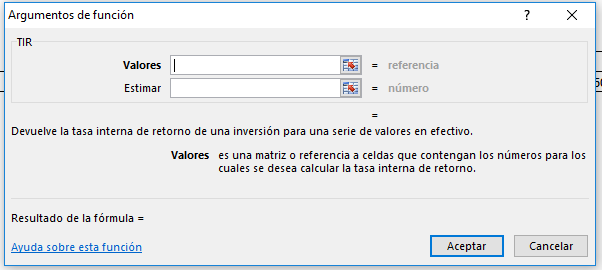 Argumentos de función
TIR
Valores = referencia
Estimar = número
=
Devuelve la tasa interna de retorno de una inversión para una serie de valores en efectivo.
Valores es una matriz o referencia a celdas que contengan los números para los
cuales se desea calcular la tasa interna de retorno.
Resultado de la fórmula =
Ayuda sobre esta función
Aceptar Cancelar